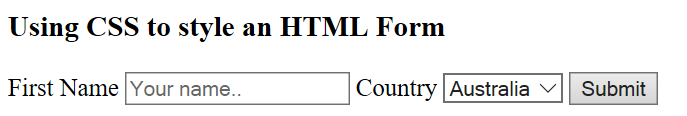 Using CSS to style an HTML Form
First Name Your name.. Country Australia Submit